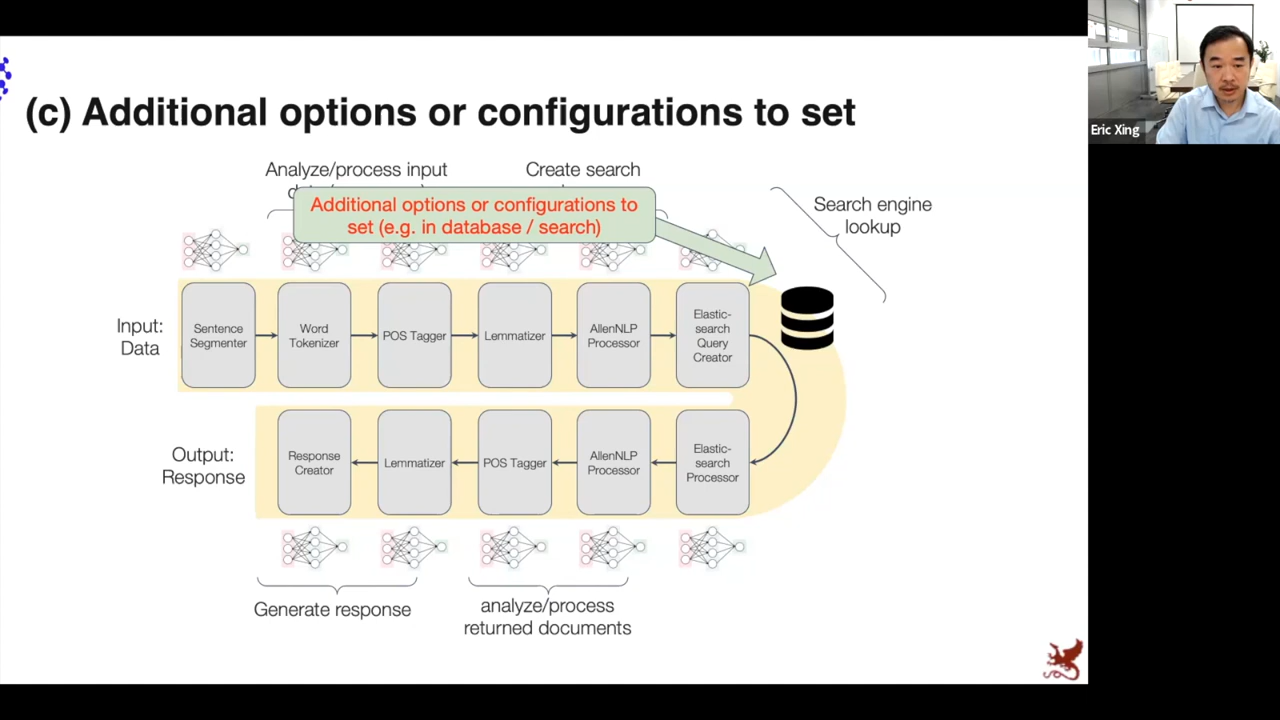 (c) Additional options or configurations to set
Analyze/process input
Create search
Additional options or configurations to
set (e.g. in database / search)
Search engine
lookup
Input:
Data
Sentence
Segmenter
Word
Tokenizer
POS Tagger
Lemmatizer
AllenNLP
Processor
Elastic-
search
Query
Creator
Output:
Response
Response
Creator
Lemmatizer
POS Tagger
AllenNLP
Processor
Elastic-
search
Processor
Generate response
analyze/process
returned documents
Eric Xing